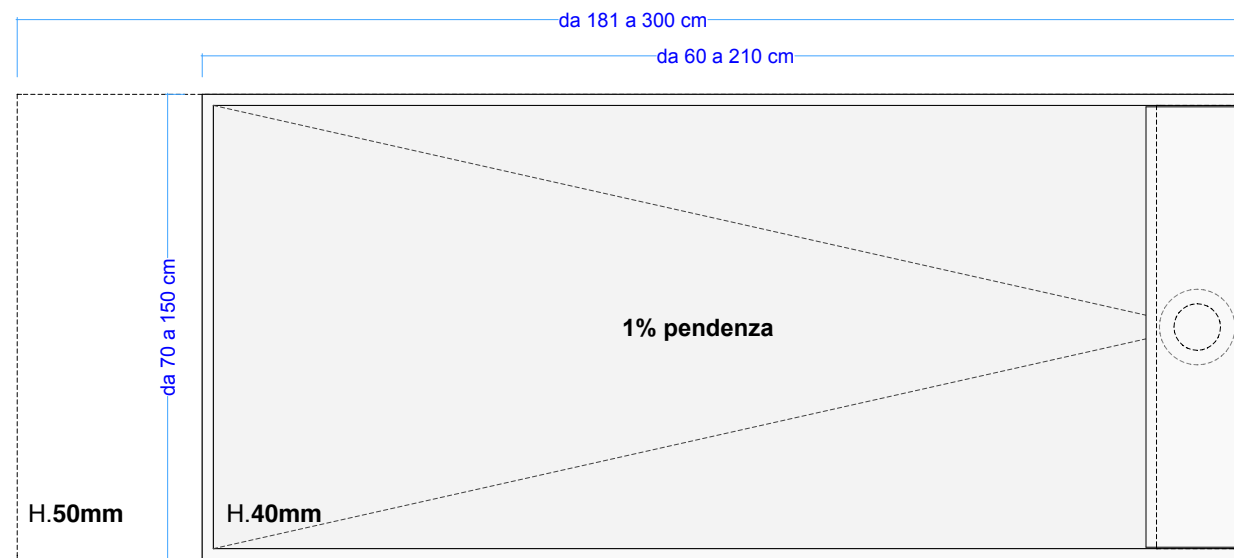 da 181 a 300 cm
da 60 a 210 cm
da 70 a 150 cm
1% pendenza
H.50mm
H.40mm